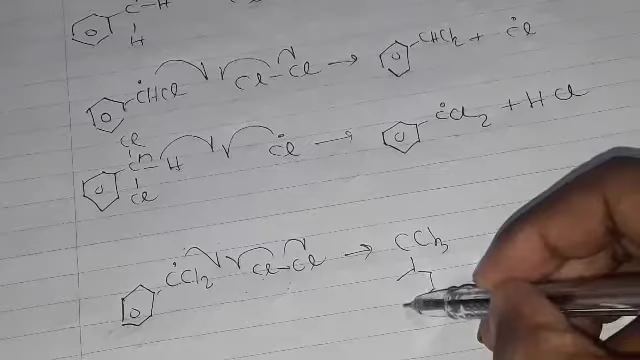 Ċ-H
H
ĊHCl Cl-Cl → CHCl2 + Ċl
Cl
C-H Ċl → ĊCl2 + HCl
Cl
ĊCl2 Cl-Cl → CCl3